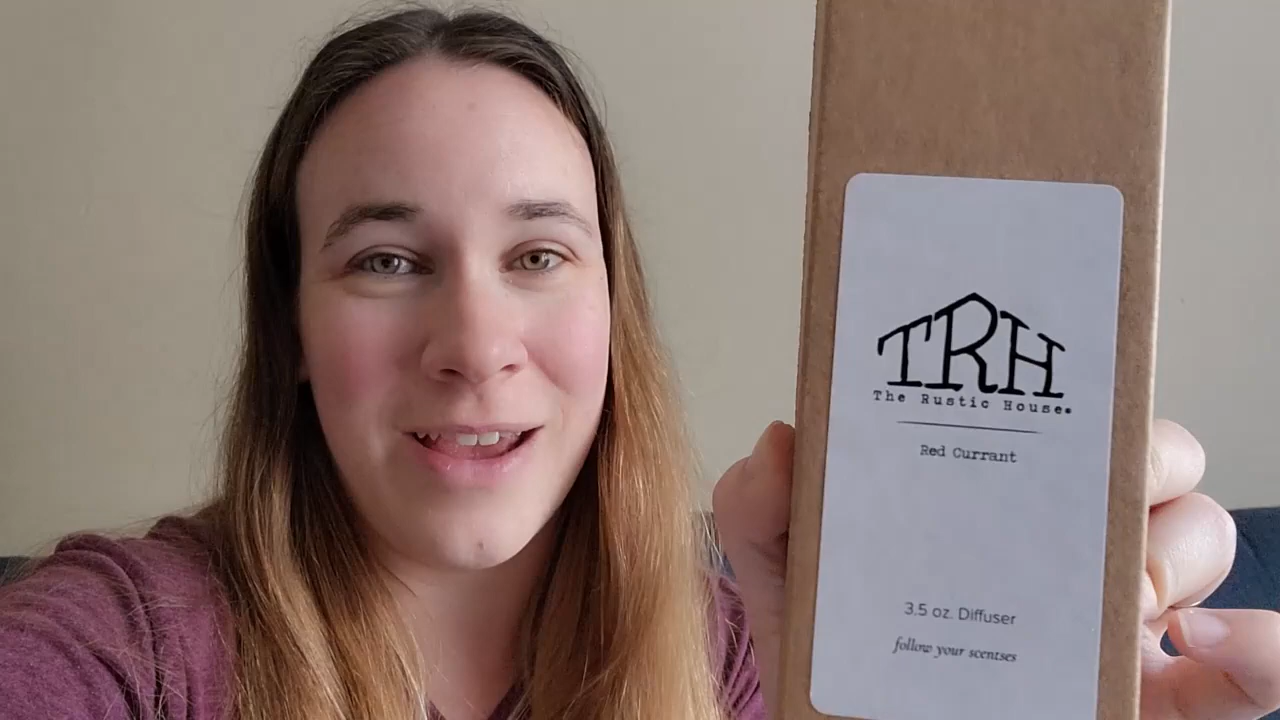 TRH
The Rustic House.
Red Currant
3.5 oz. Diffuser
follow your scentses